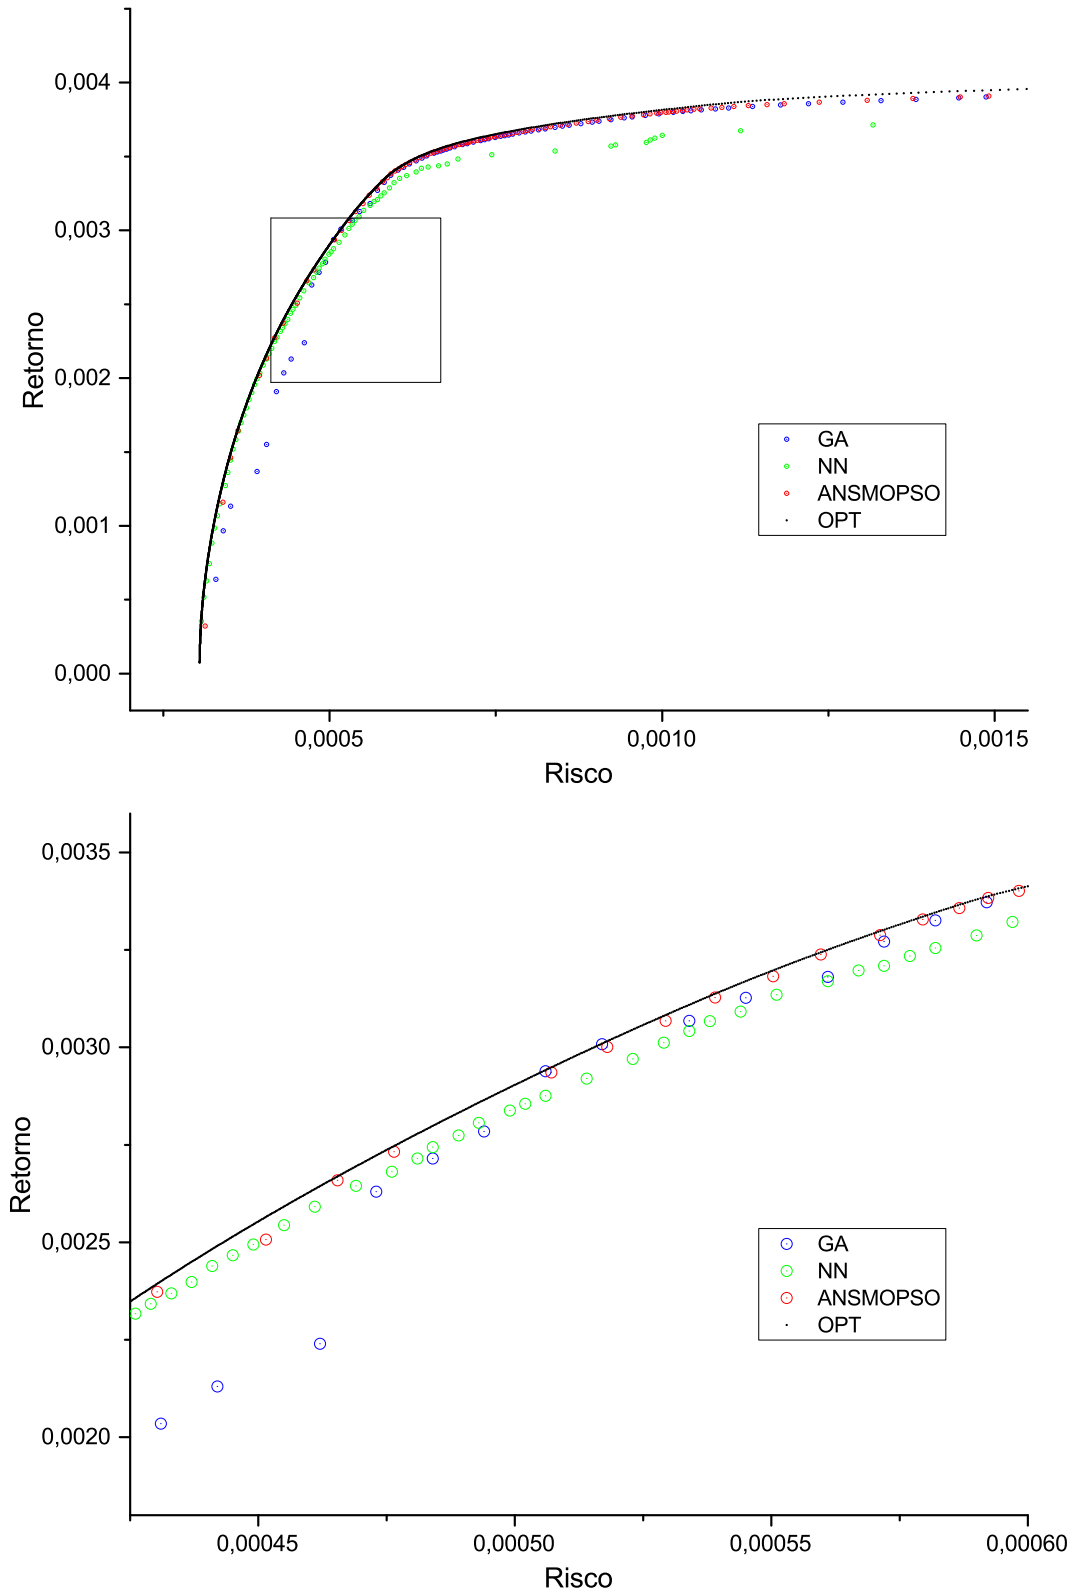 0,004
0,003
0,002
0,001
0,000
Retorno
GA
NN
ANSMOPSO
OPT
0,0005
0,0010
0,0015
Risco
0,0035
0,0030
0,0025
0,0020
Retorno
GA
NN
ANSMOPSO
OPT
0,00045
0,00050
0,00055
0,00060
Risco